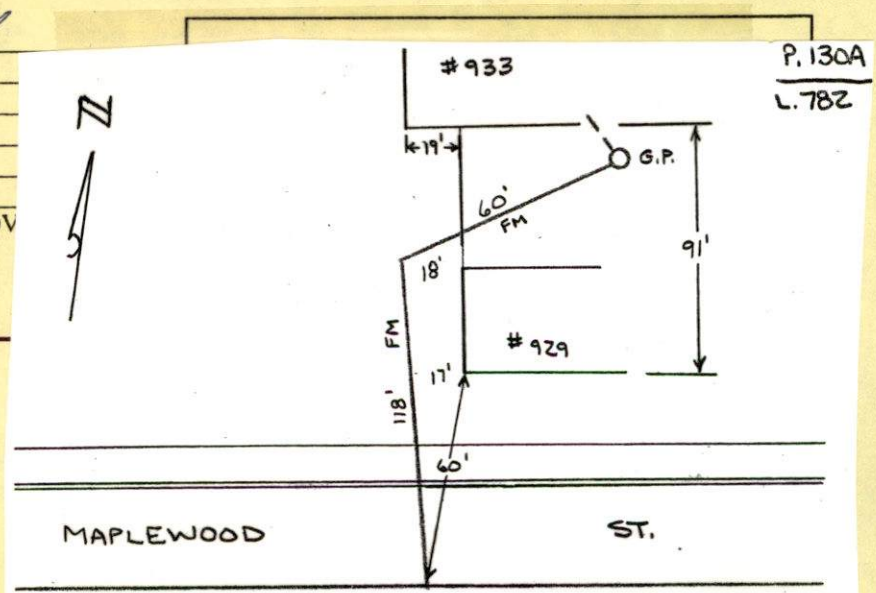 P. 130A
L. 782
N
# 933
19'
G.P.
60'
FM
91'
18'
FM
# 929
17'
118'
60'
MAPLEWOOD ST.